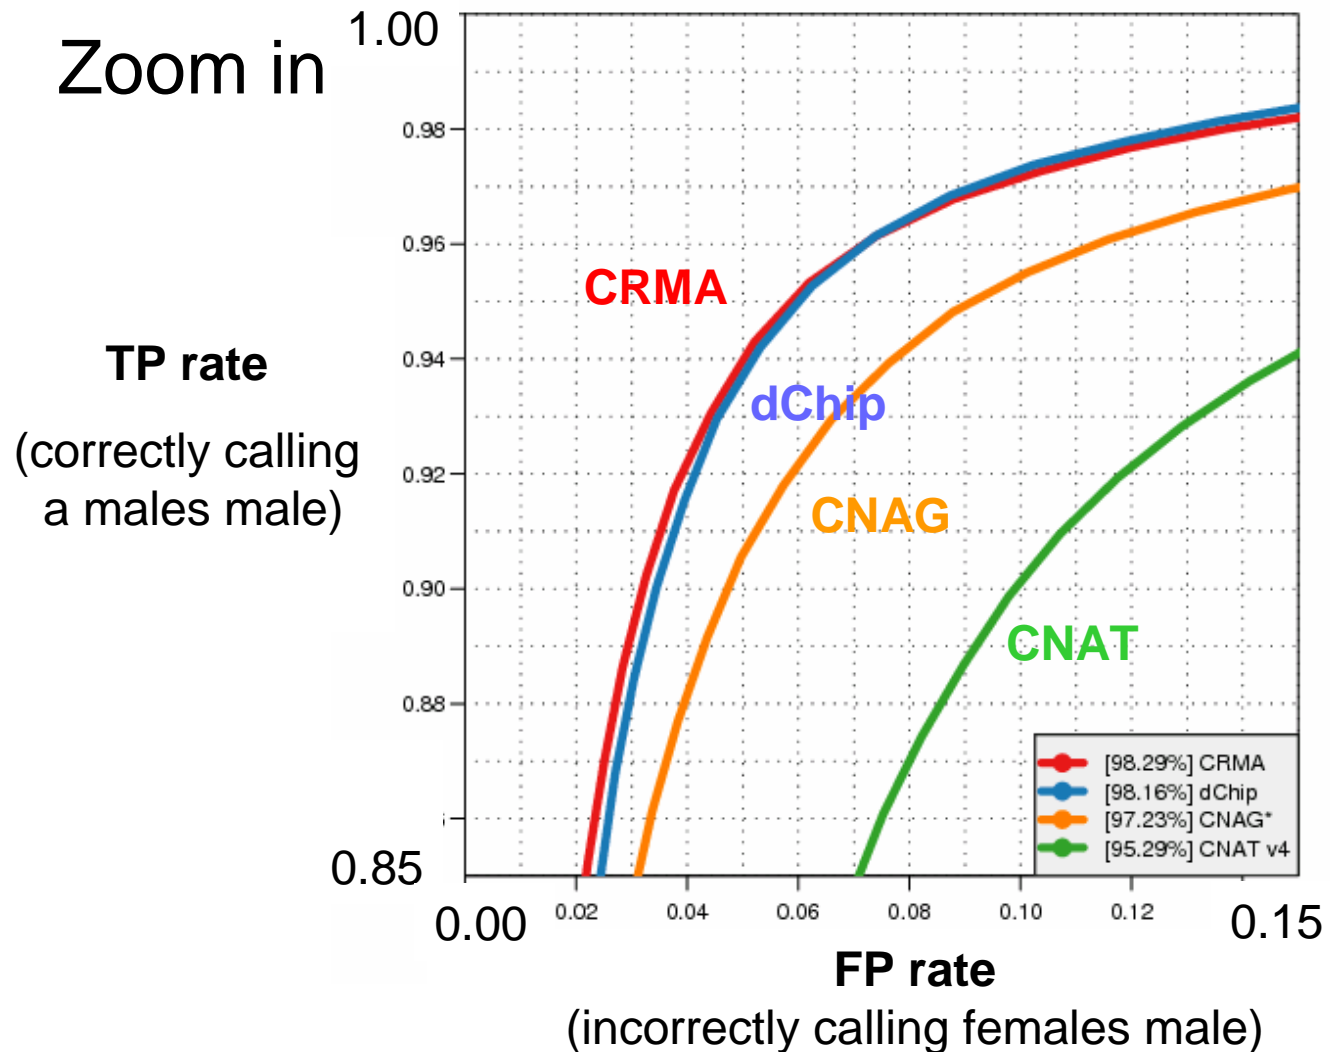 Zoom in
1.00
0.98
0.96
0.94
0.92
0.90
0.88
0.85
TP rate
(correctly calling
a males male)
CRMA
dChip
CNAG
CNAT
[98.29%] CRMA
[98.16%] dChip
[97.23%] CNAG*
[95.29%] CNAT v4
0.00 0.02 0.04 0.06 0.08 0.10 0.12 0.15
FP rate
(incorrectly calling females male)